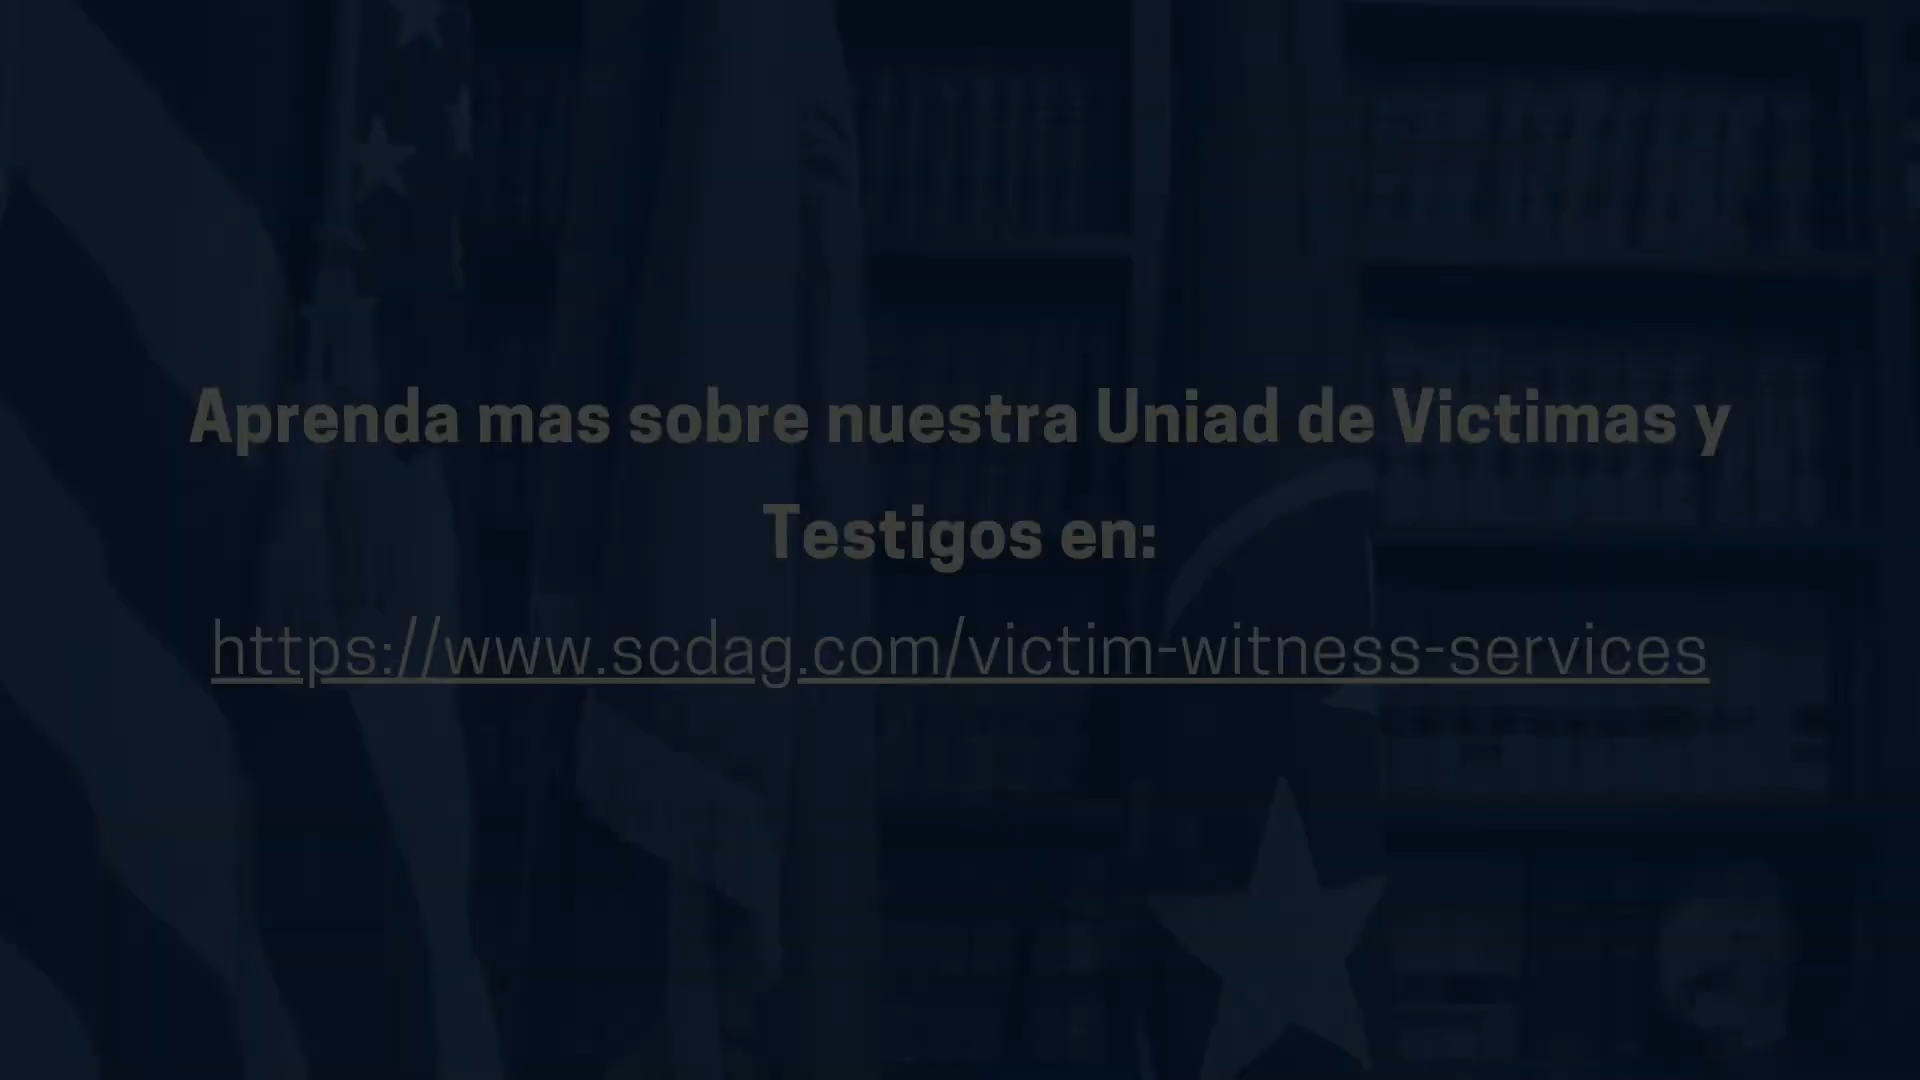 Aprenda mas sobre nuestra Uniad de Victimas y
Testigos en:
https://www.scdag.com/victim-witness-services